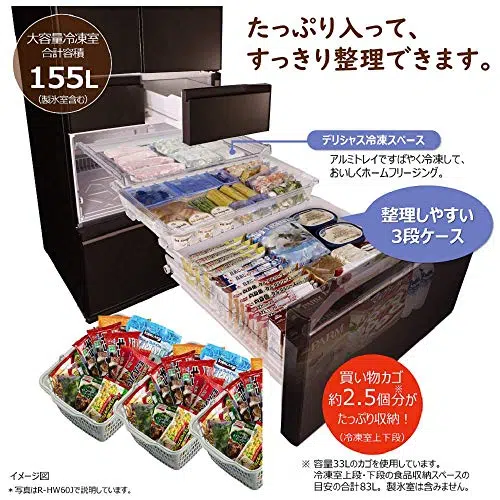 大容量冷凍室
合計容積
155L
(製氷室含む)
たっぷり入って、
すっきり整理できます。
デリシャス冷凍スペース
アルミトレイですばやく冷凍して、
おいしくホームフリージング。
整理しやすい
3段ケース
PARM
買い物カゴ※
約2.5個分が
たっぷり収納!
(冷凍室上下段)
イメージ図
*写真はR-HW60Jで説明しています。
※ 容量33Lのカゴを使用しています。
冷凍室上段・下段の食品収納スペースの
目安の合計83L。製氷室は含みません。